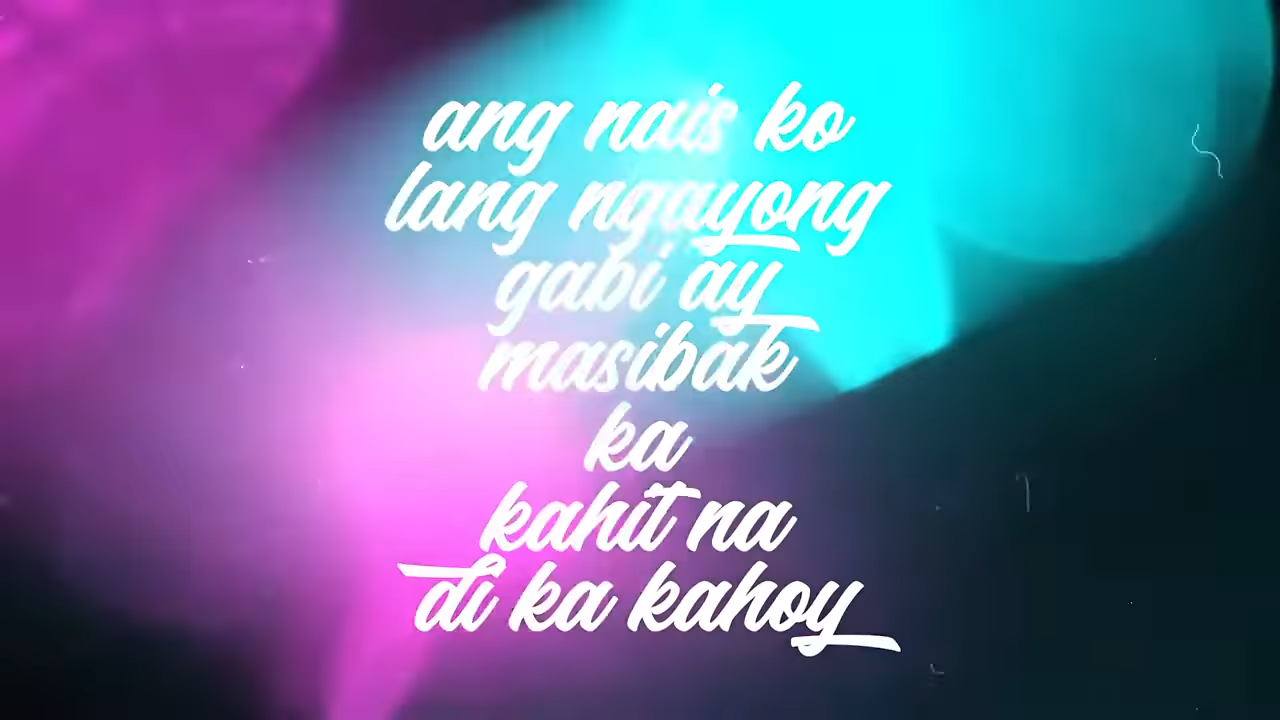 ang nais ko
lang ngayong
gabi ay
masibak
ka
kahit na
di ka kahoy